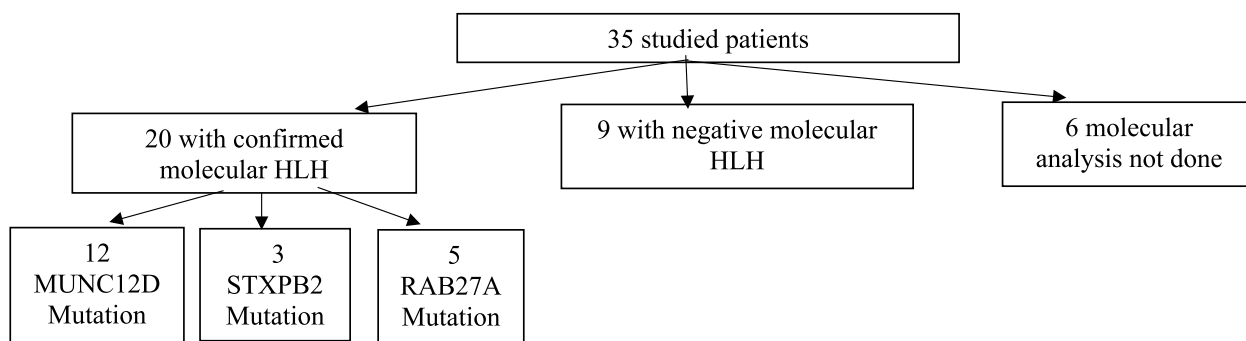 35 studied patients
20 with confirmed
molecular HLH
9 with negative molecular
HLH
6 molecular
analysis not done
12
MUNC12D
Mutation
3
STXPB2
Mutation
5
RAB27A
Mutation